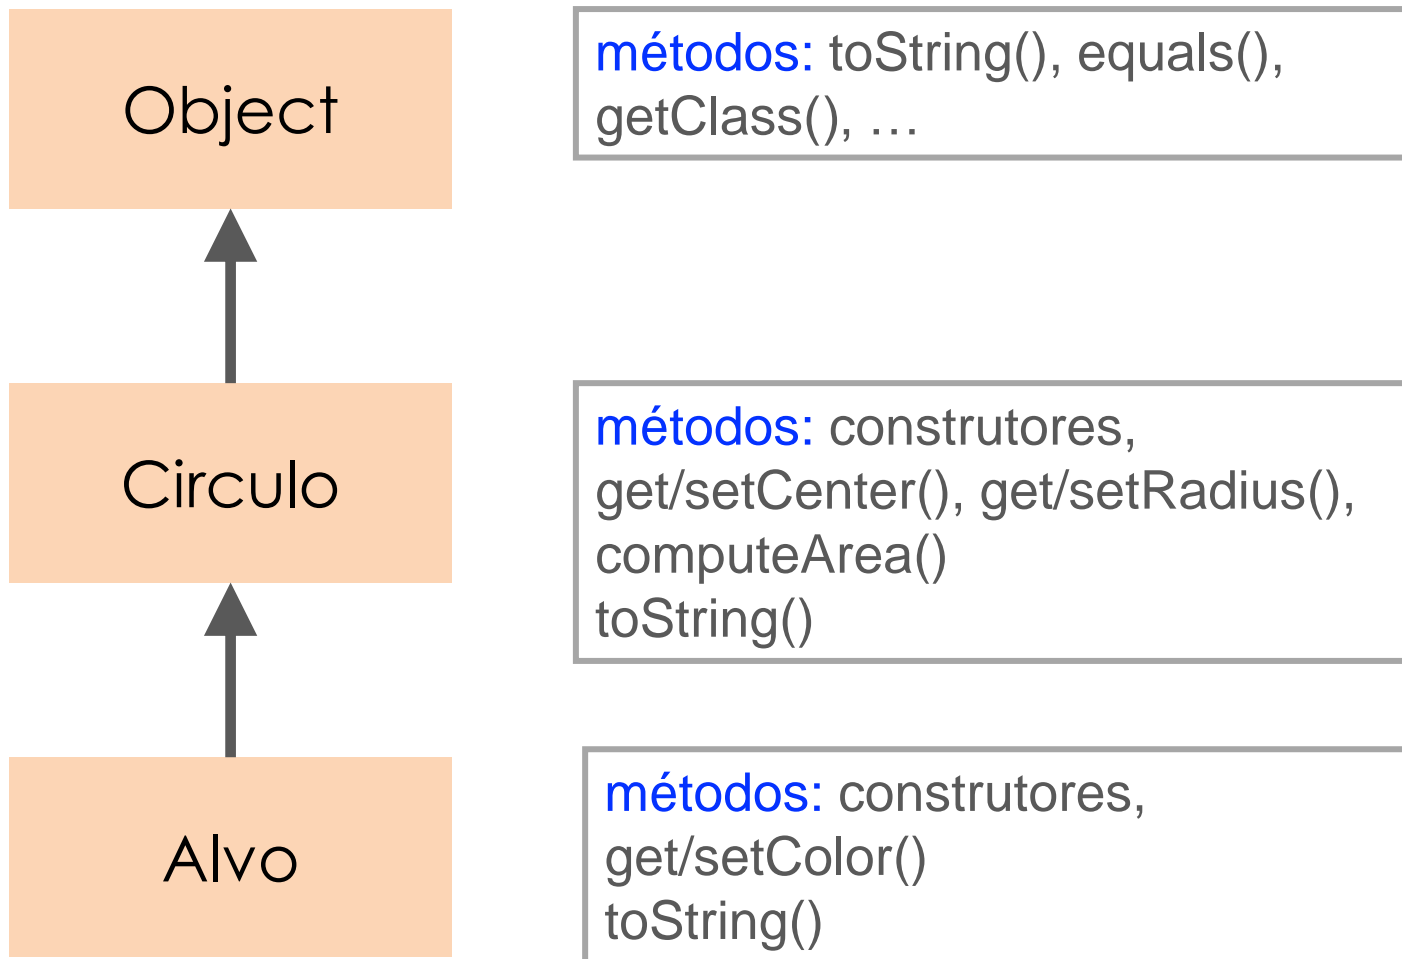 Object
métodos: toString(), equals(),
getClass(), …
Circulo
métodos: construtores,
get/setCenter(), get/setRadius(),
computeArea()
toString()
Alvo
métodos: construtores,
get/setColor()
toString()